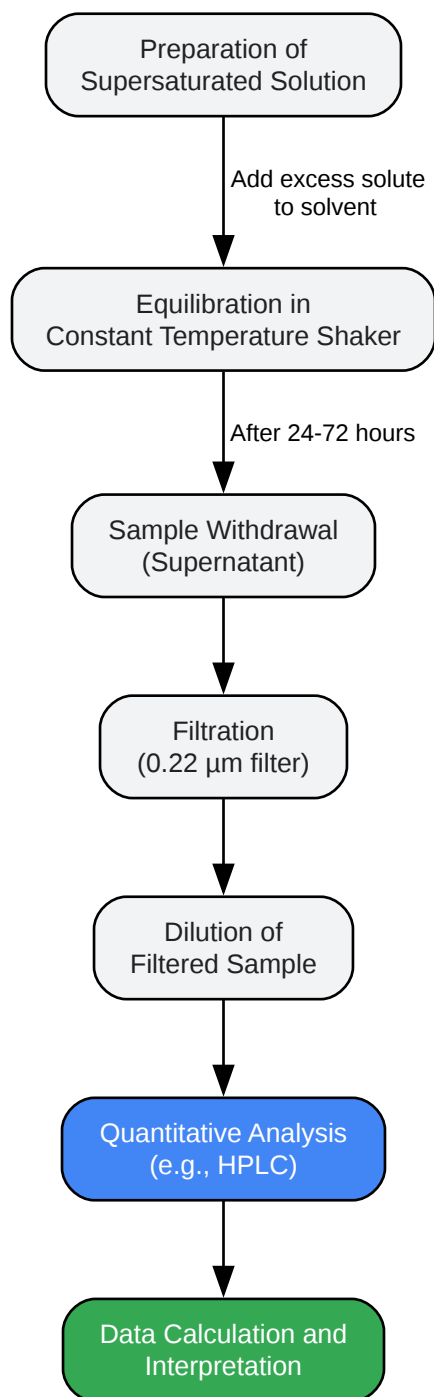 Preparation of
Supersaturated Solution
Add excess solute
to solvent
Equilibration in
Constant Temperature Shaker
After 24-72 hours
Sample Withdrawal
(Supernatant)
Filtration
(0.22 µm filter)
Dilution of
Filtered Sample
Quantitative Analysis
(e.g., HPLC)
Data Calculation and
Interpretation